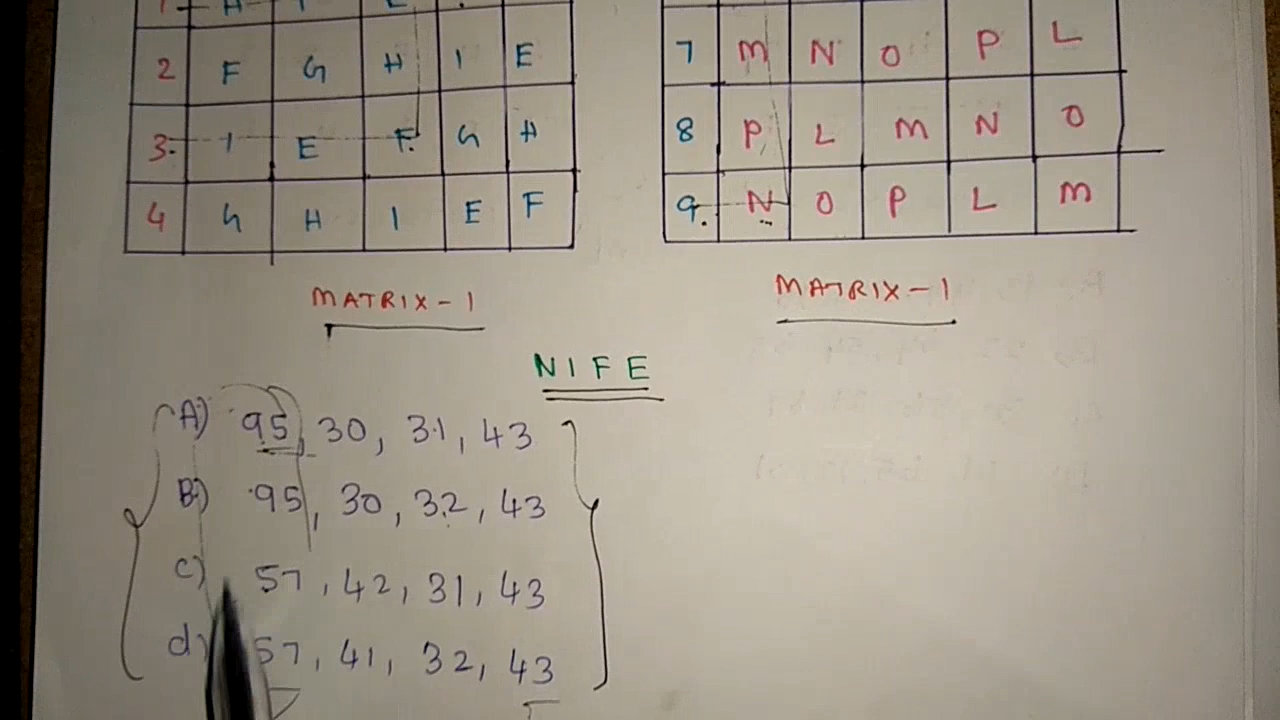 2 F G H I E
3. I E F. G H
4 G H I E F
7 M N O P L
8 P L M N O
9. N O P L M
MATRIX-1
MATRIX-1
NIFE
A) 95, 30, 31, 43
B) 95, 30, 32, 43
c) 57, 42, 31, 43
d) 57, 41, 32, 43